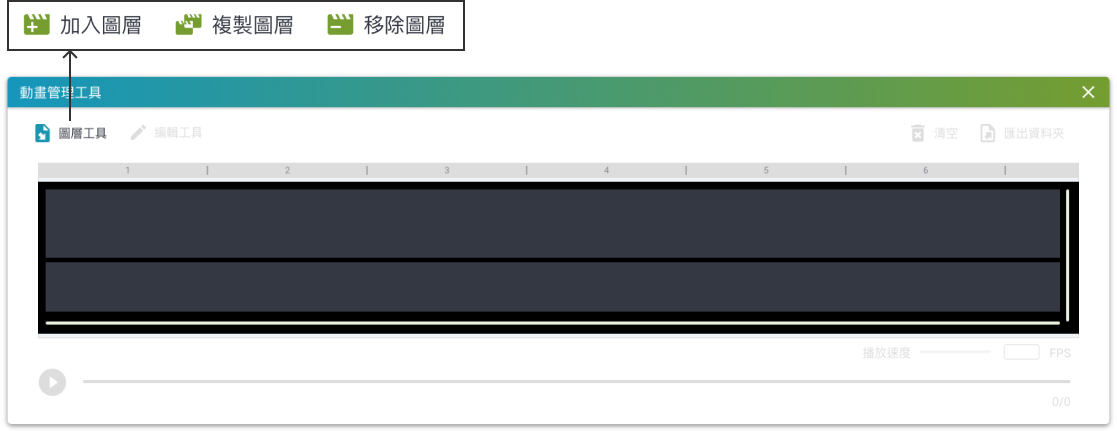 加入圖層 複製圖層 移除圖層
動畫管理工具
圖層工具 編輯工具 清空 匯出資料夾
1 2 3 4 5 6
播放速度 FPS
0/0